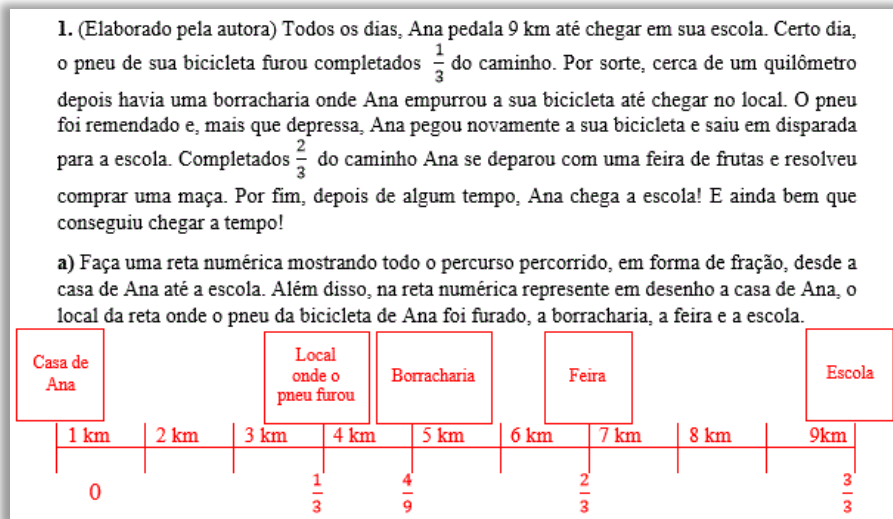 1. (Elaborado pela autora) Todos os dias, Ana pedala 9 km até chegar em sua escola. Certo dia,
o pneu de sua bicicleta furou completados 1/3 do caminho. Por sorte, cerca de um quilômetro
depois havia uma borracharia onde Ana empurrou a sua bicicleta até chegar no local. O pneu
foi remendado e, mais que depressa, Ana pegou novamente a sua bicicleta e saiu em disparada
para a escola. Completados 2/3 do caminho Ana se deparou com uma feira de frutas e resolveu
comprar uma maça. Por fim, depois de algum tempo, Ana chega a escola! E ainda bem que
conseguiu chegar a tempo!
a) Faça uma reta numérica mostrando todo o percurso percorrido, em forma de fração, desde a
casa de Ana até a escola. Além disso, na reta numérica represente em desenho a casa de Ana, o
local da reta onde o pneu da bicicleta de Ana foi furado, a borracharia, a feira e a escola.
Casa de
Ana
Local
onde o
pneu furou
Borracharia
Feira
Escola
1 km 2 km 3 km 4 km 5 km 6 km 7 km 8 km 9km
0 1/3 4/9 2/3 3/3